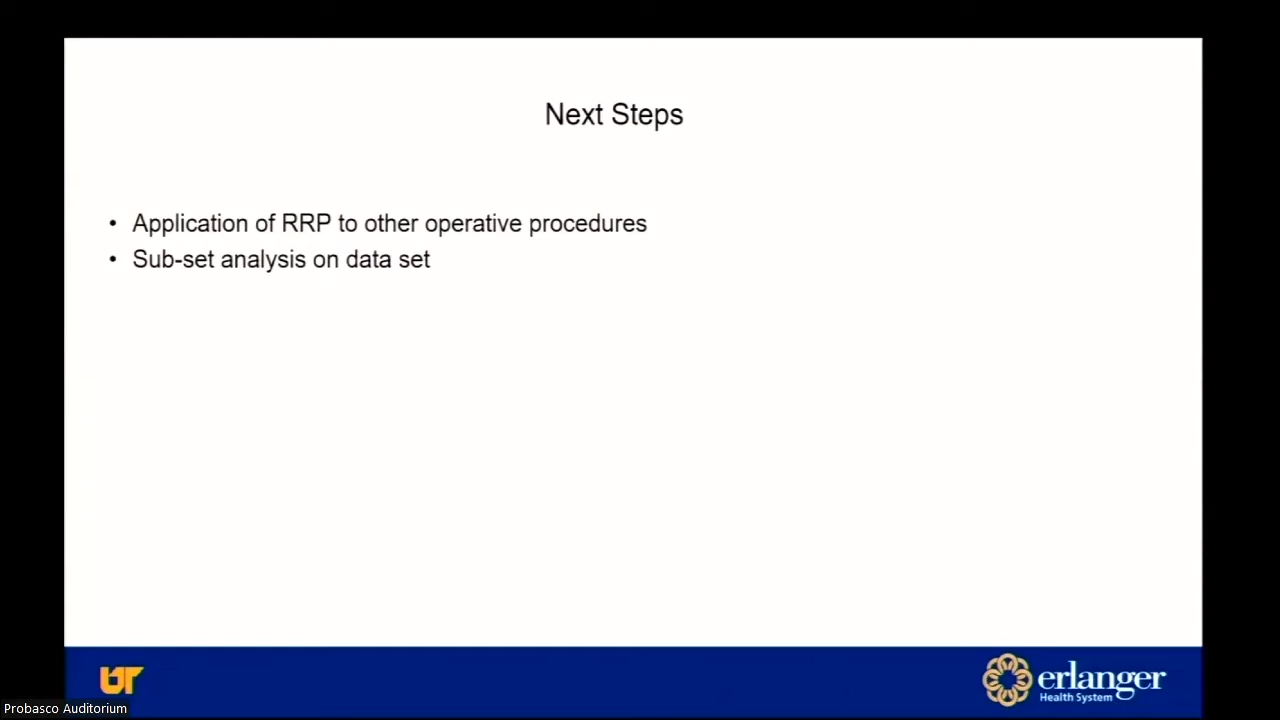 Next Steps
• Application of RRP to other operative procedures
• Sub-set analysis on data set
UT
erlanger
Health System
Probasco Auditorium